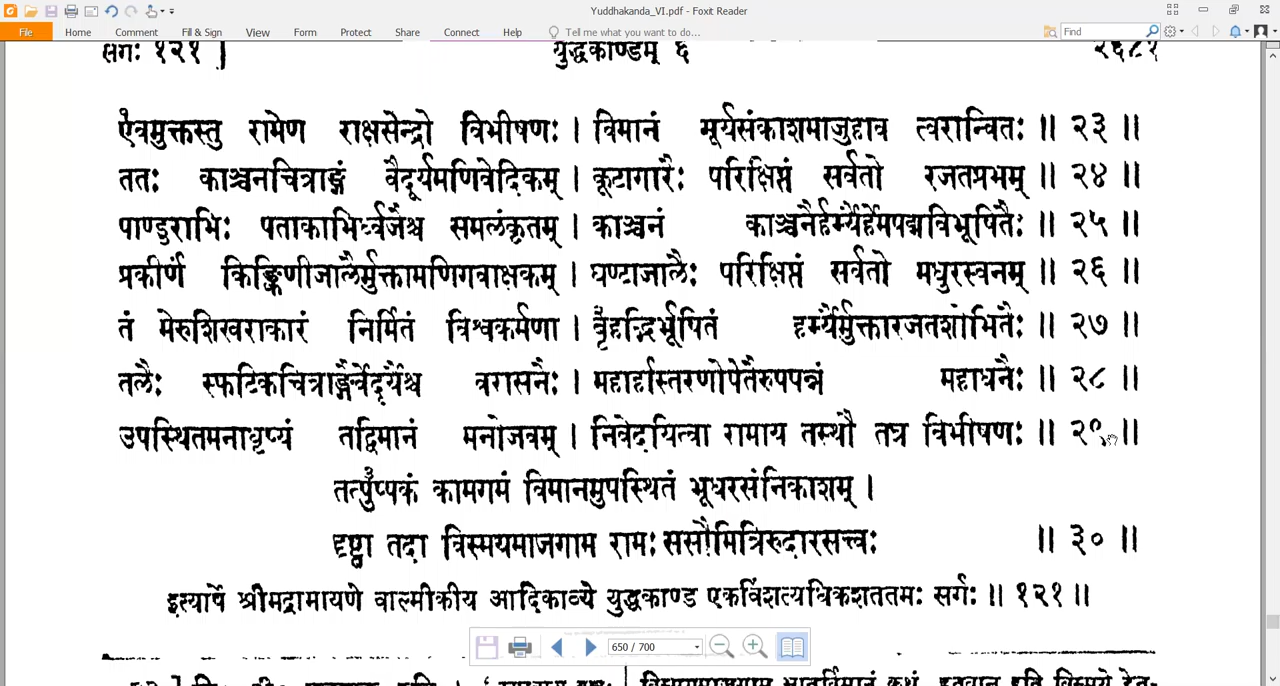 Yuddhakanda_VI.pdf - Foxit Reader
File Home Comment Fill & Sign View Form Protect Share Connect Help Tell me what you want to do... Find
सर्गः १२१ ] युद्धकाण्डम् ६ २६८१
ऐवमुक्तस्तु रामेण राक्षसेन्द्रो विभीषणः । विमानं सूर्यसंकाशमाजुहाव त्वरान्वितः ॥ २३ ॥
ततः काञ्चनचित्राङ्गं वैदूर्यमणिवेदिकम् । कूटागारैः परिक्षिप्तं सर्वतो रजतप्रभम् ॥ २४ ॥
पाण्डुराभिः पताकाभिर्ध्वजैश्च समलंकृतम् । काञ्चनं काञ्चनैर्हर्म्यैर्हेमपद्मविभूषितैः ॥ २५ ॥
प्रकीर्णं किङ्किणीजालैर्मुक्तामणिगवाक्षकम् । घण्टाजालैः परिक्षिप्तं सर्वतो मधुरस्वनम् ॥ २६ ॥
तं मेरुशिखराकारं निर्मितं विश्वकर्मणा । बृहद्भिर्भूषितं हर्म्यैर्मुक्तारजतशोभितैः ॥ २७ ॥
तलैः स्फटिकचित्राङ्गैर्वैदूर्यैश्च वरासनैः । महार्हास्तरणोपेतैरुपपन्नं महाधनैः ॥ २८ ॥
उपस्थितमनाधृष्यं तद्विमानं मनोजवम् । निवेदयित्वा रामाय तस्थौ तत्र विभीषणः ॥ २९ ॥
तत्पुष्पकं कामगमं विमानमुपस्थितं भूधरसंनिकाशम् ।
दृष्ट्वा तदा विस्मयमाजगाम रामः ससौमित्रिरुदारसत्त्वः ॥ ३० ॥
इत्यार्षे श्रीमद्रामायणे वाल्मीकीय आदिकाव्ये युद्धकाण्ड एकविंशत्यधिकशततमः सर्गः ॥ १२१ ॥
650 / 700